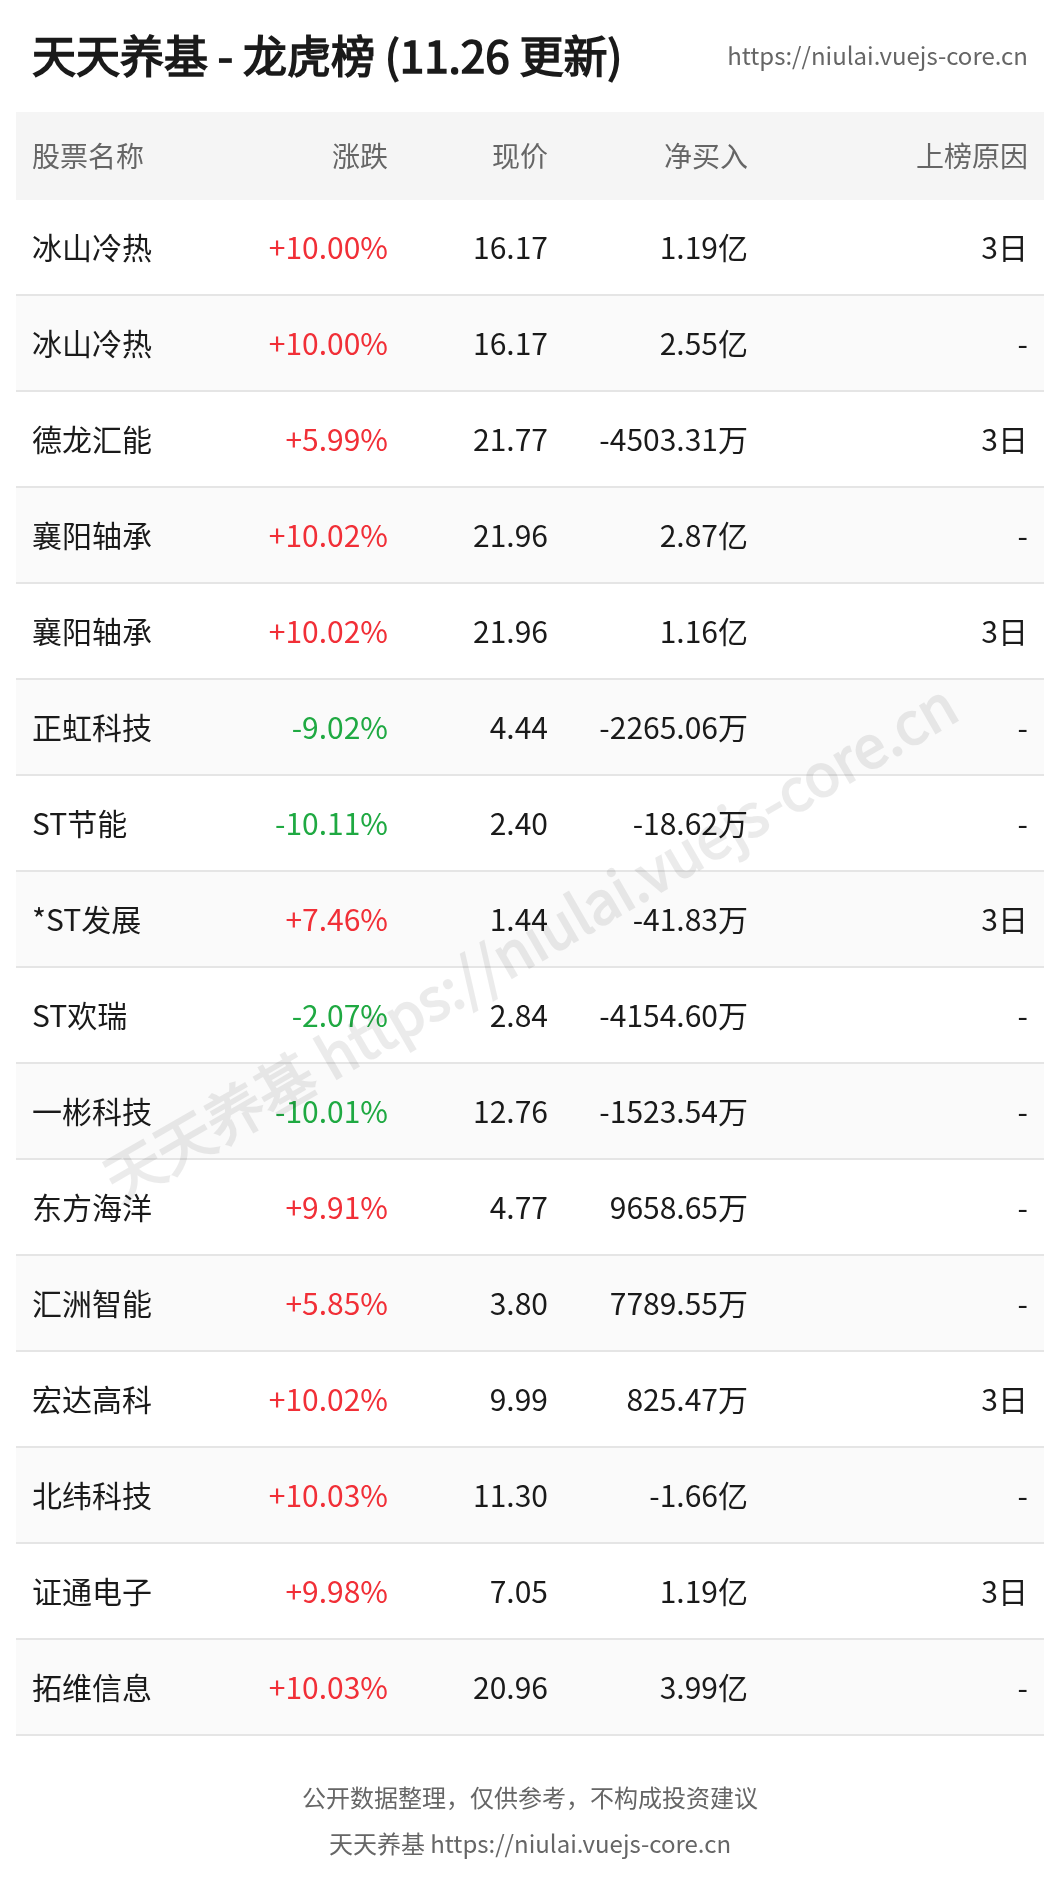 天天养基 - 龙虎榜 (11.26 更新) https://niulai.vuejs-core.cn
股票名称 涨跌 现价 净买入 上榜原因
冰山冷热 +10.00% 16.17 1.19亿 3日
冰山冷热 +10.00% 16.17 2.55亿 -
德龙汇能 +5.99% 21.77 -4503.31万 3日
襄阳轴承 +10.02% 21.96 2.87亿 -
襄阳轴承 +10.02% 21.96 1.16亿 3日
正虹科技 -9.02% 4.44 -2265.06万 -
ST节能 -10.11% 2.40 -18.62万 -
*ST发展 +7.46% 1.44 -41.83万 3日
ST欢瑞 -2.07% 2.84 -4154.60万 -
一彬科技 -10.01% 12.76 -1523.54万 -
东方海洋 +9.91% 4.77 9658.65万 -
汇洲智能 +5.85% 3.80 7789.55万 -
宏达高科 +10.02% 9.99 825.47万 3日
北纬科技 +10.03% 11.30 -1.66亿 -
证通电子 +9.98% 7.05 1.19亿 3日
拓维信息 +10.03% 20.96 3.99亿 -
天天养基 https://niulai.vuejs-core.cn
公开数据整理，仅供参考，不构成投资建议
天天养基 https://niulai.vuejs-core.cn